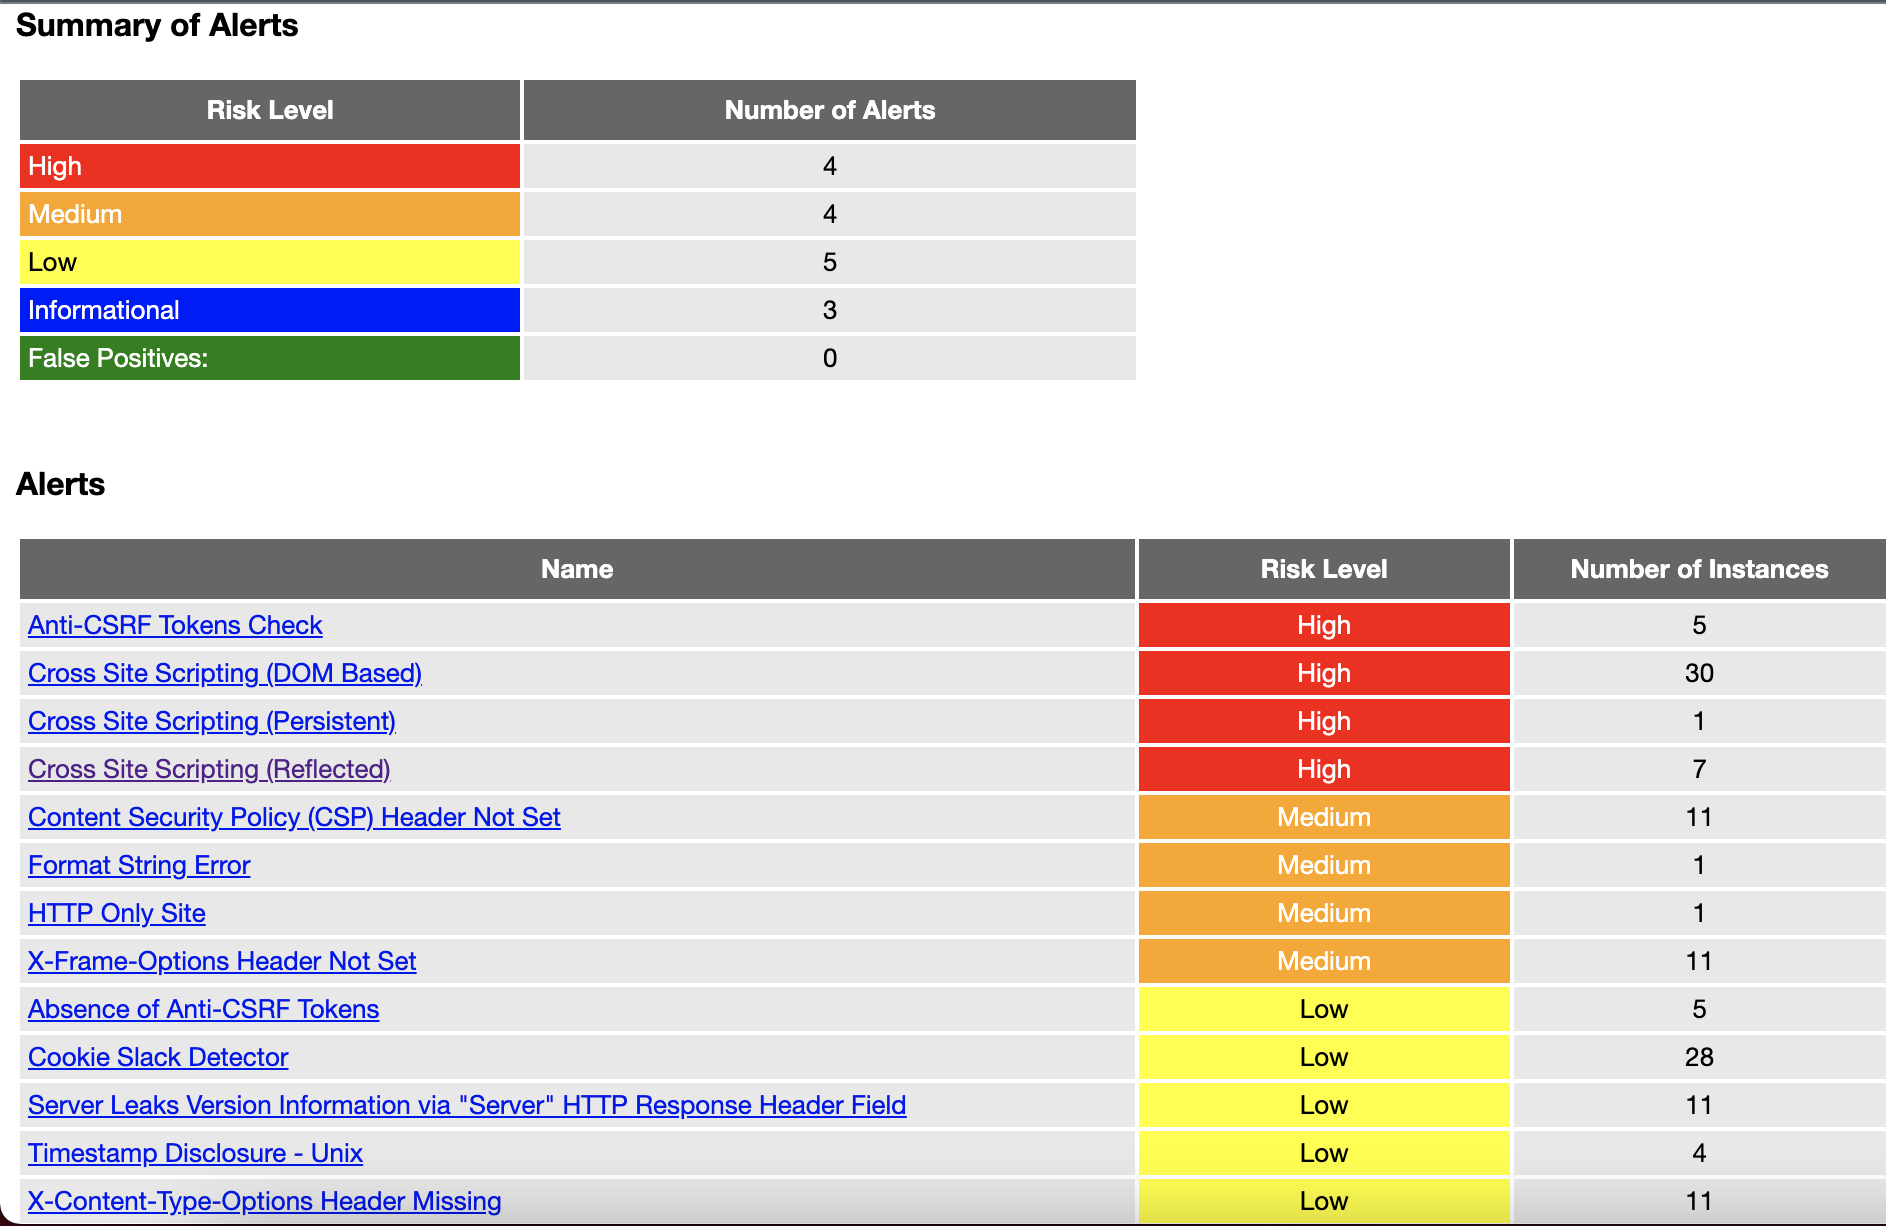 Summary of Alerts
Risk Level Number of Alerts
High 4
Medium 4
Low 5
Informational 3
False Positives: 0
Alerts
Name Risk Level Number of Instances
Anti-CSRF Tokens Check High 5
Cross Site Scripting (DOM Based) High 30
Cross Site Scripting (Persistent) High 1
Cross Site Scripting (Reflected) High 7
Content Security Policy (CSP) Header Not Set Medium 11
Format String Error Medium 1
HTTP Only Site Medium 1
X-Frame-Options Header Not Set Medium 11
Absence of Anti-CSRF Tokens Low 5
Cookie Slack Detector Low 28
Server Leaks Version Information via "Server" HTTP Response Header Field Low 11
Timestamp Disclosure - Unix Low 4
X-Content-Type-Options Header Missing Low 11